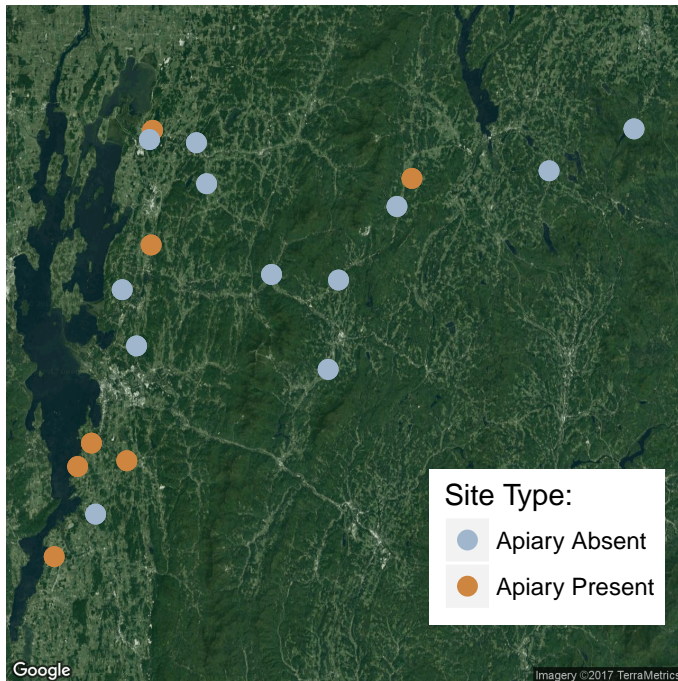 Site Type:
Apiary Absent
Apiary Present
Google
Imagery ©2017 TerraMetrics